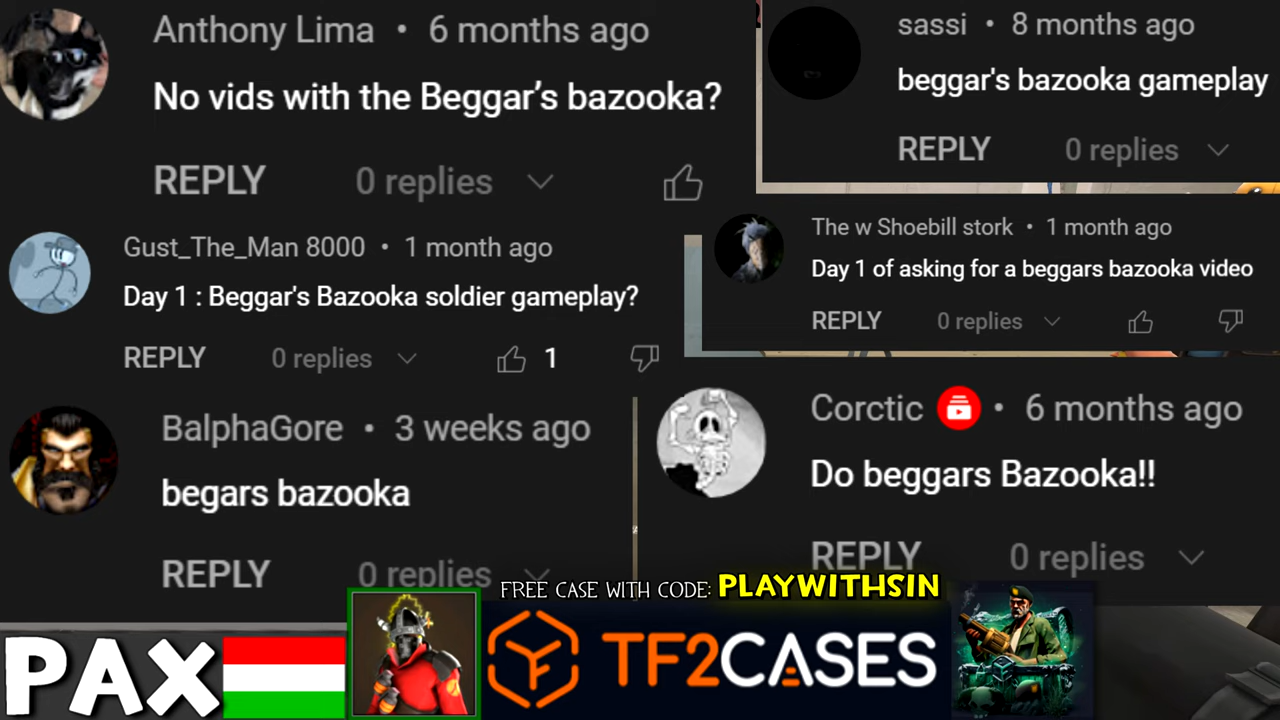 Anthony Lima • 6 months ago
No vids with the Beggar’s bazooka?
REPLY 0 replies
sassi • 8 months ago
beggar's bazooka gameplay
REPLY 0 replies
Gust_The_Man 8000 • 1 month ago
Day 1 : Beggar's Bazooka soldier gameplay?
REPLY 0 replies 1
The w Shoebill stork • 1 month ago
Day 1 of asking for a beggars bazooka video
REPLY 0 replies
BalphaGore • 3 weeks ago
begars bazooka
REPLY 0 replies
Corctic • 6 months ago
Do beggars Bazooka!!
REPLY 0 replies
FREE CASE WITH CODE: PLAYWITHSIN
PAX
TF2CASES